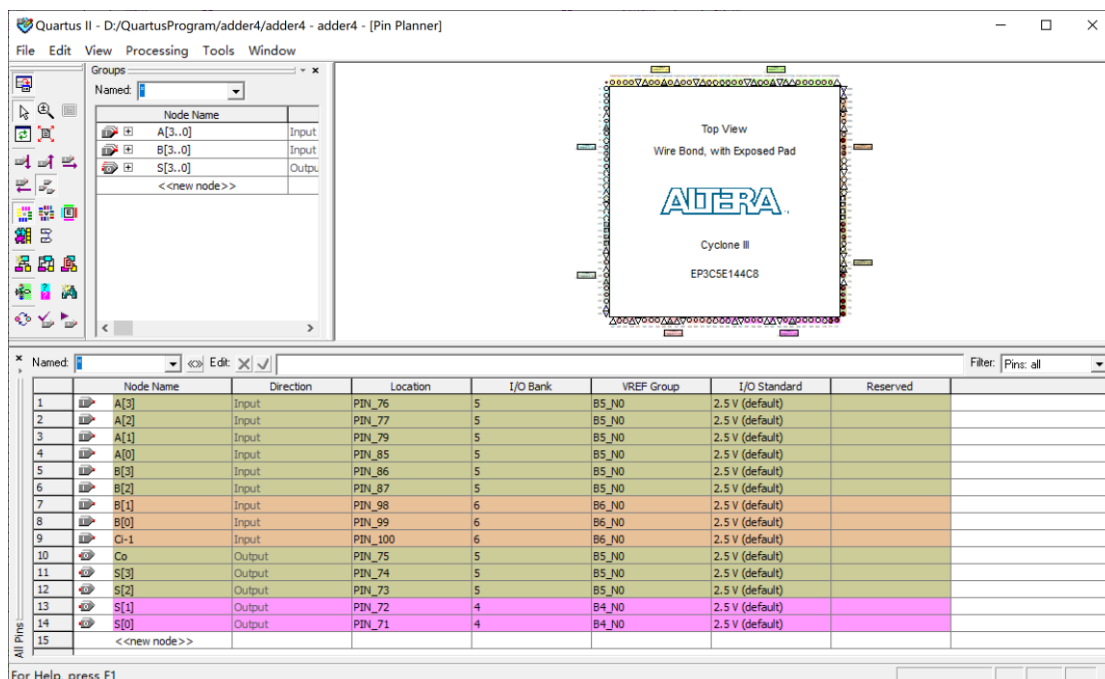 Quartus II - D:/QuartusProgram/adder4/adder4 - adder4 - [Pin Planner]
File Edit View Processing Tools Window
Groups
Named: *
Node Name
A[3..0] Input
B[3..0] Input
S[3..0] Outpu
<<new node>>
Top View
Wire Bond, with Exposed Pad
ALTERA
Cyclone III
EP3C5E144C8
Named: * Edit: Filter: Pins: all
Node Name Direction Location I/O Bank VREF Group I/O Standard Reserved
1 A[3] Input PIN_76 5 B5_N0 2.5 V (default)
2 A[2] Input PIN_77 5 B5_N0 2.5 V (default)
3 A[1] Input PIN_79 5 B5_N0 2.5 V (default)
4 A[0] Input PIN_85 5 B5_N0 2.5 V (default)
5 B[3] Input PIN_86 5 B5_N0 2.5 V (default)
6 B[2] Input PIN_87 5 B5_N0 2.5 V (default)
7 B[1] Input PIN_98 6 B6_N0 2.5 V (default)
8 B[0] Input PIN_99 6 B6_N0 2.5 V (default)
9 Ci-1 Input PIN_100 6 B6_N0 2.5 V (default)
10 Co Output PIN_75 5 B5_N0 2.5 V (default)
11 S[3] Output PIN_74 5 B5_N0 2.5 V (default)
12 S[2] Output PIN_73 5 B5_N0 2.5 V (default)
13 S[1] Output PIN_72 4 B4_N0 2.5 V (default)
14 S[0] Output PIN_71 4 B4_N0 2.5 V (default)
15 <<new node>>
All Pins
For Help, press F1